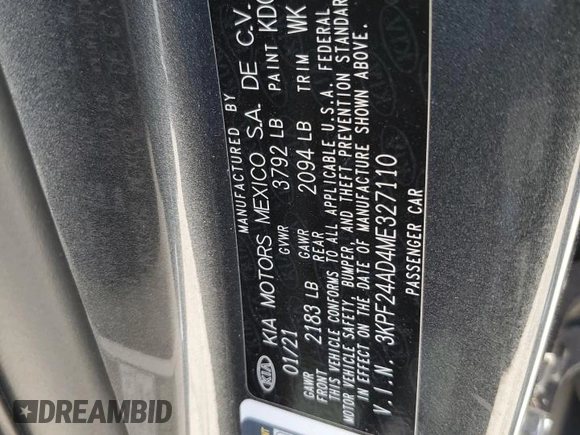 KIA MANUFACTURED BY
KIA MOTORS MEXICO S.A. DE C.V.
01/21 GVWR 3792 LB PAINT
GAWR FRONT 2183 LB GAWR REAR 2094 LB TRIM WK
THIS VEHICLE CONFORMS TO ALL APPLICABLE U.S.A. FEDERAL
MOTOR VEHICLE SAFETY, BUMPER, AND THEFT PREVENTION STANDAR
IN EFFECT ON THE DATE OF MANUFACTURE SHOWN ABOVE.
V.I.N. 3KPF24AD4ME327110
PASSENGER CAR
DREAMBID